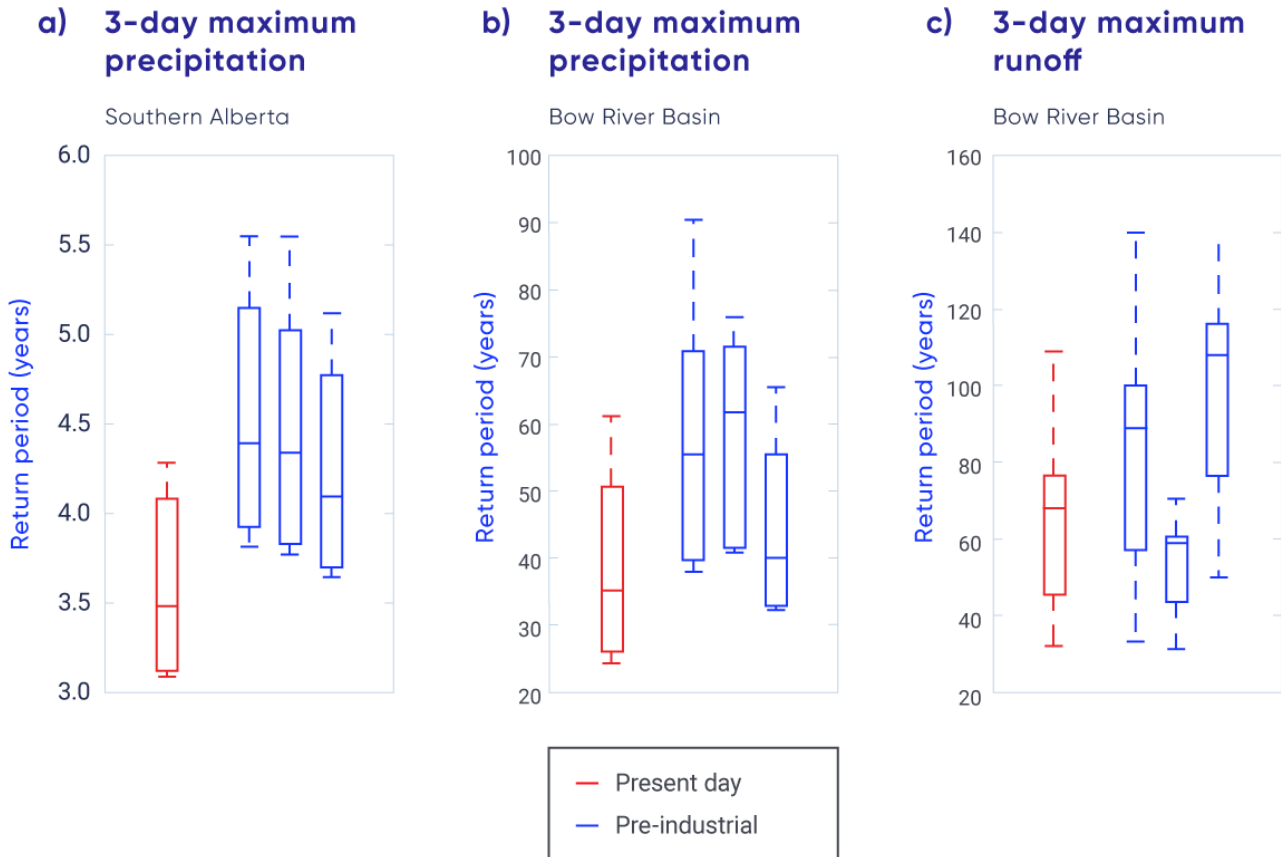 a) 3-day maximum
precipitation
Southern Alberta
Return period (years)
6.0
5.5
5.0
4.5
4.0
3.5
3.0
b) 3-day maximum
precipitation
Bow River Basin
Return period (years)
100
90
80
70
60
50
40
30
20
c) 3-day maximum
runoff
Bow River Basin
Return period (years)
160
140
120
100
80
60
40
20
Present day
Pre-industrial